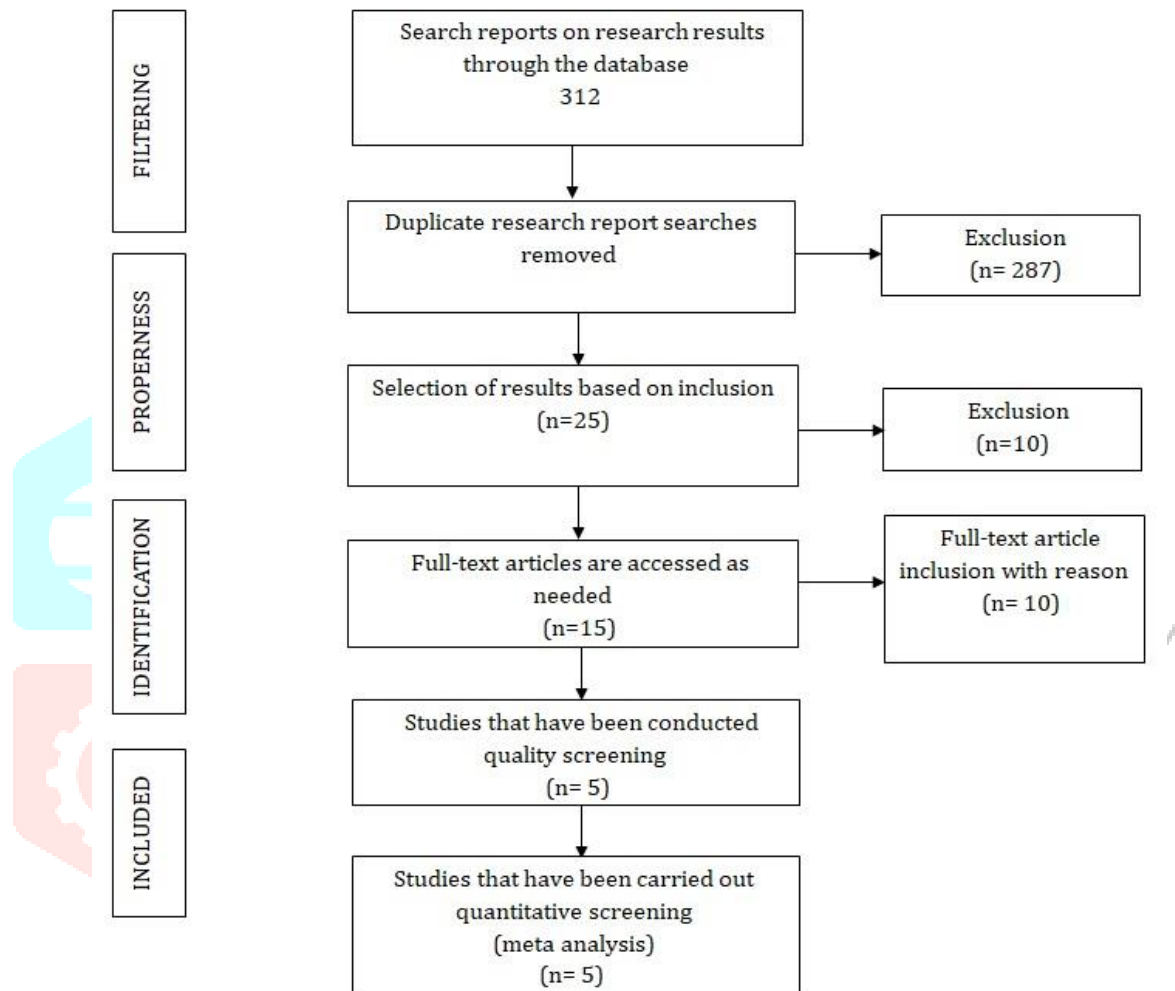 FILTERING
Search reports on research results
through the database
312
Duplicate research report searches
removed
Exclusion
(n= 287)
PROPERNESS
Selection of results based on inclusion
(n=25)
Exclusion
(n=10)
IDENTIFICATION
Full-text articles are accessed as
needed
(n=15)
Full-text article
inclusion with reason
(n= 10)
Studies that have been conducted
quality screening
(n= 5)
INCLUDED
Studies that have been carried out
quantitative screening
(meta analysis)
(n= 5)